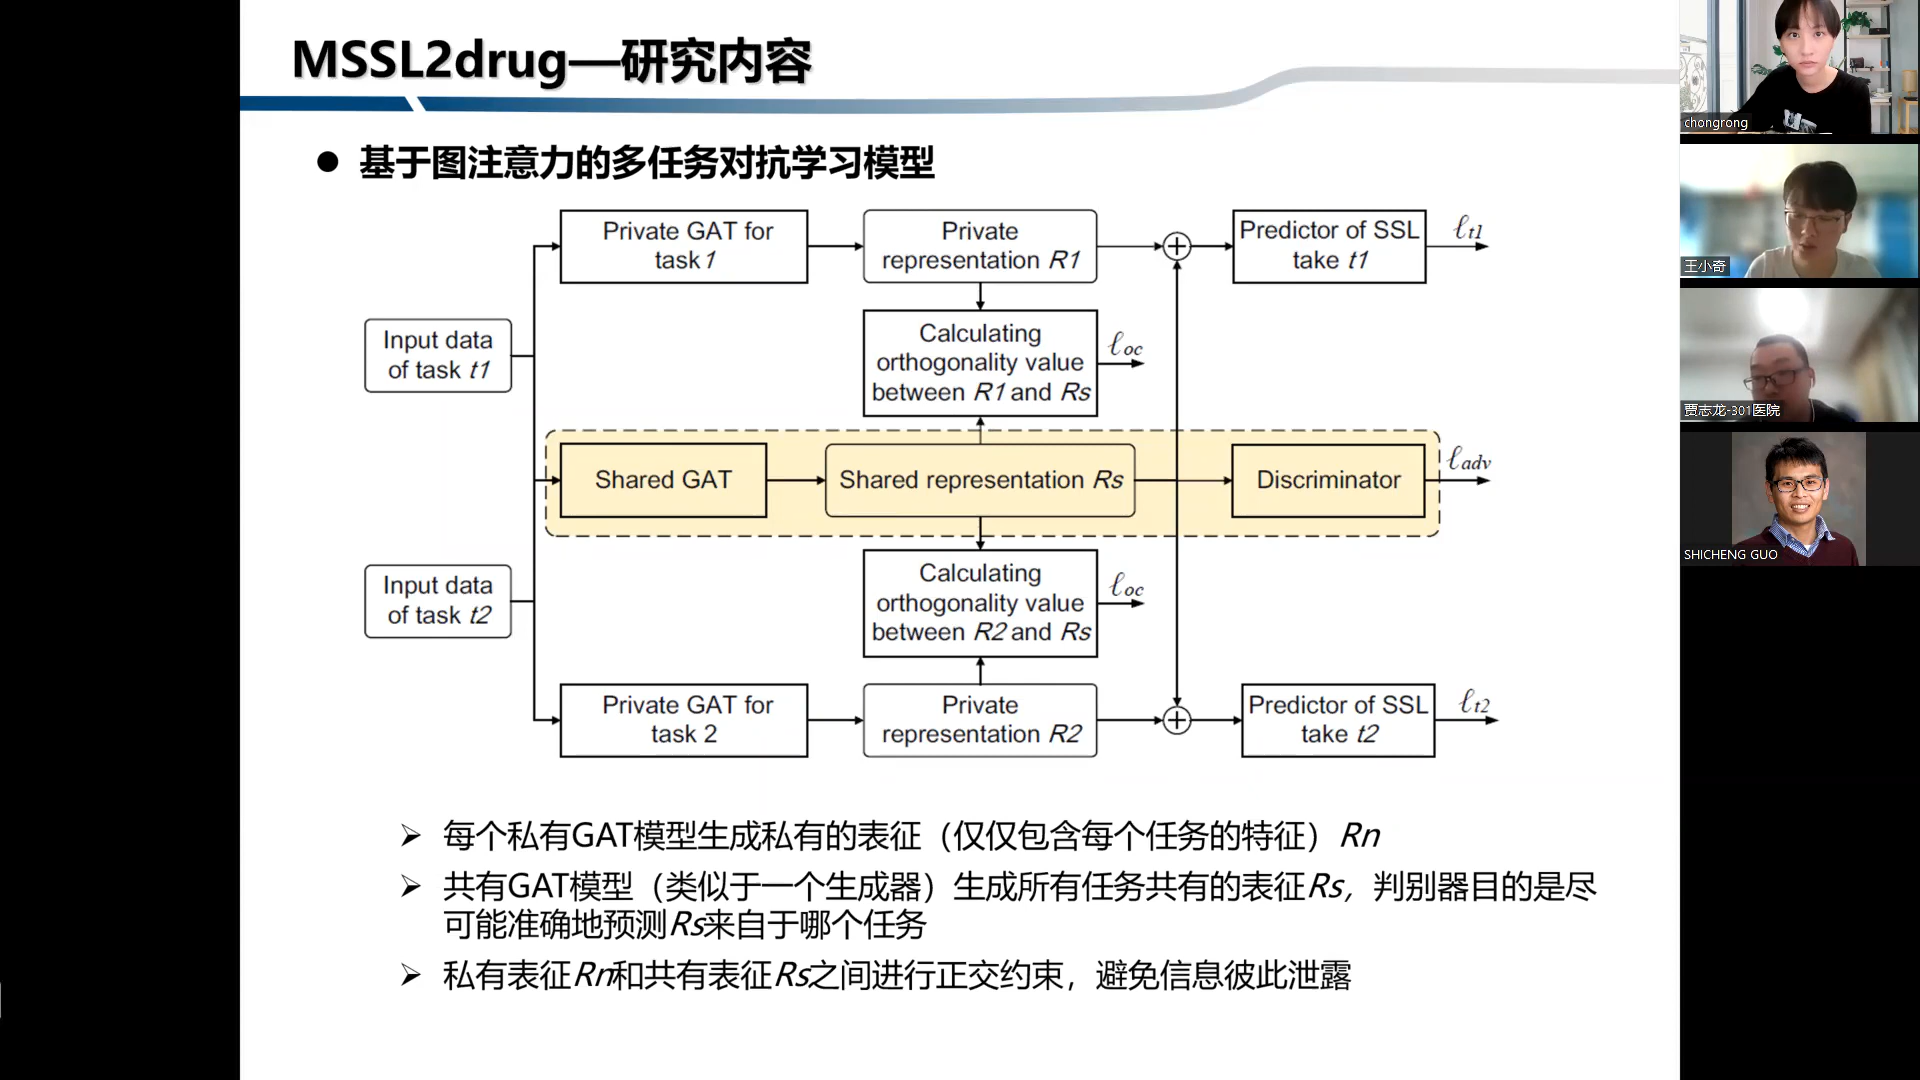 MSSL2drug—研究内容
● 基于图注意力的多任务对抗学习模型
Private GAT for
task1
Private
representation R1
Predictor of SSL
take t1
ℓt1
Input data
of task t1
Calculating
orthogonality value
between R1 and Rs
ℓoc
Shared GAT
Shared representation Rs
Discriminator
ℓadv
Input data
of task t2
Calculating
orthogonality value
between R2 and Rs
ℓoc
Private GAT for
task 2
Private
representation R2
Predictor of SSL
take t2
ℓt2
➢ 每个私有GAT模型生成私有的表征（仅仅包含每个任务的特征）Rn
➢ 共有GAT模型（类似于一个生成器）生成所有任务共有的表征Rs，判别器目的是尽
可能准确地预测Rs来自于哪个任务
➢ 私有表征Rn和共有表征Rs之间进行正交约束，避免信息彼此泄露
chongrong
王小奇
贾志龙-301医院
SHICHENG GUO